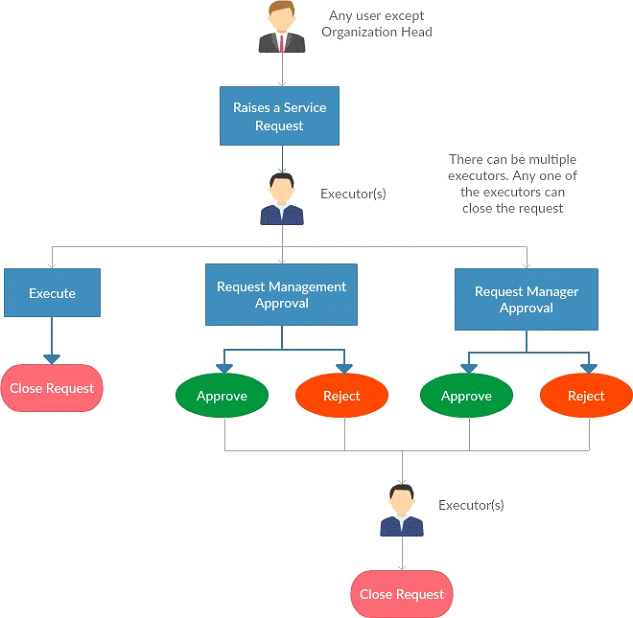 Any user except
Organization Head
Raises a Service
Request
There can be multiple
executors. Any one of
the executors can
close the request
Executor(s)
Execute
Request Management
Approval
Request Manager
Approval
Close Request
Approve
Reject
Approve
Reject
Executor(s)
Close Request